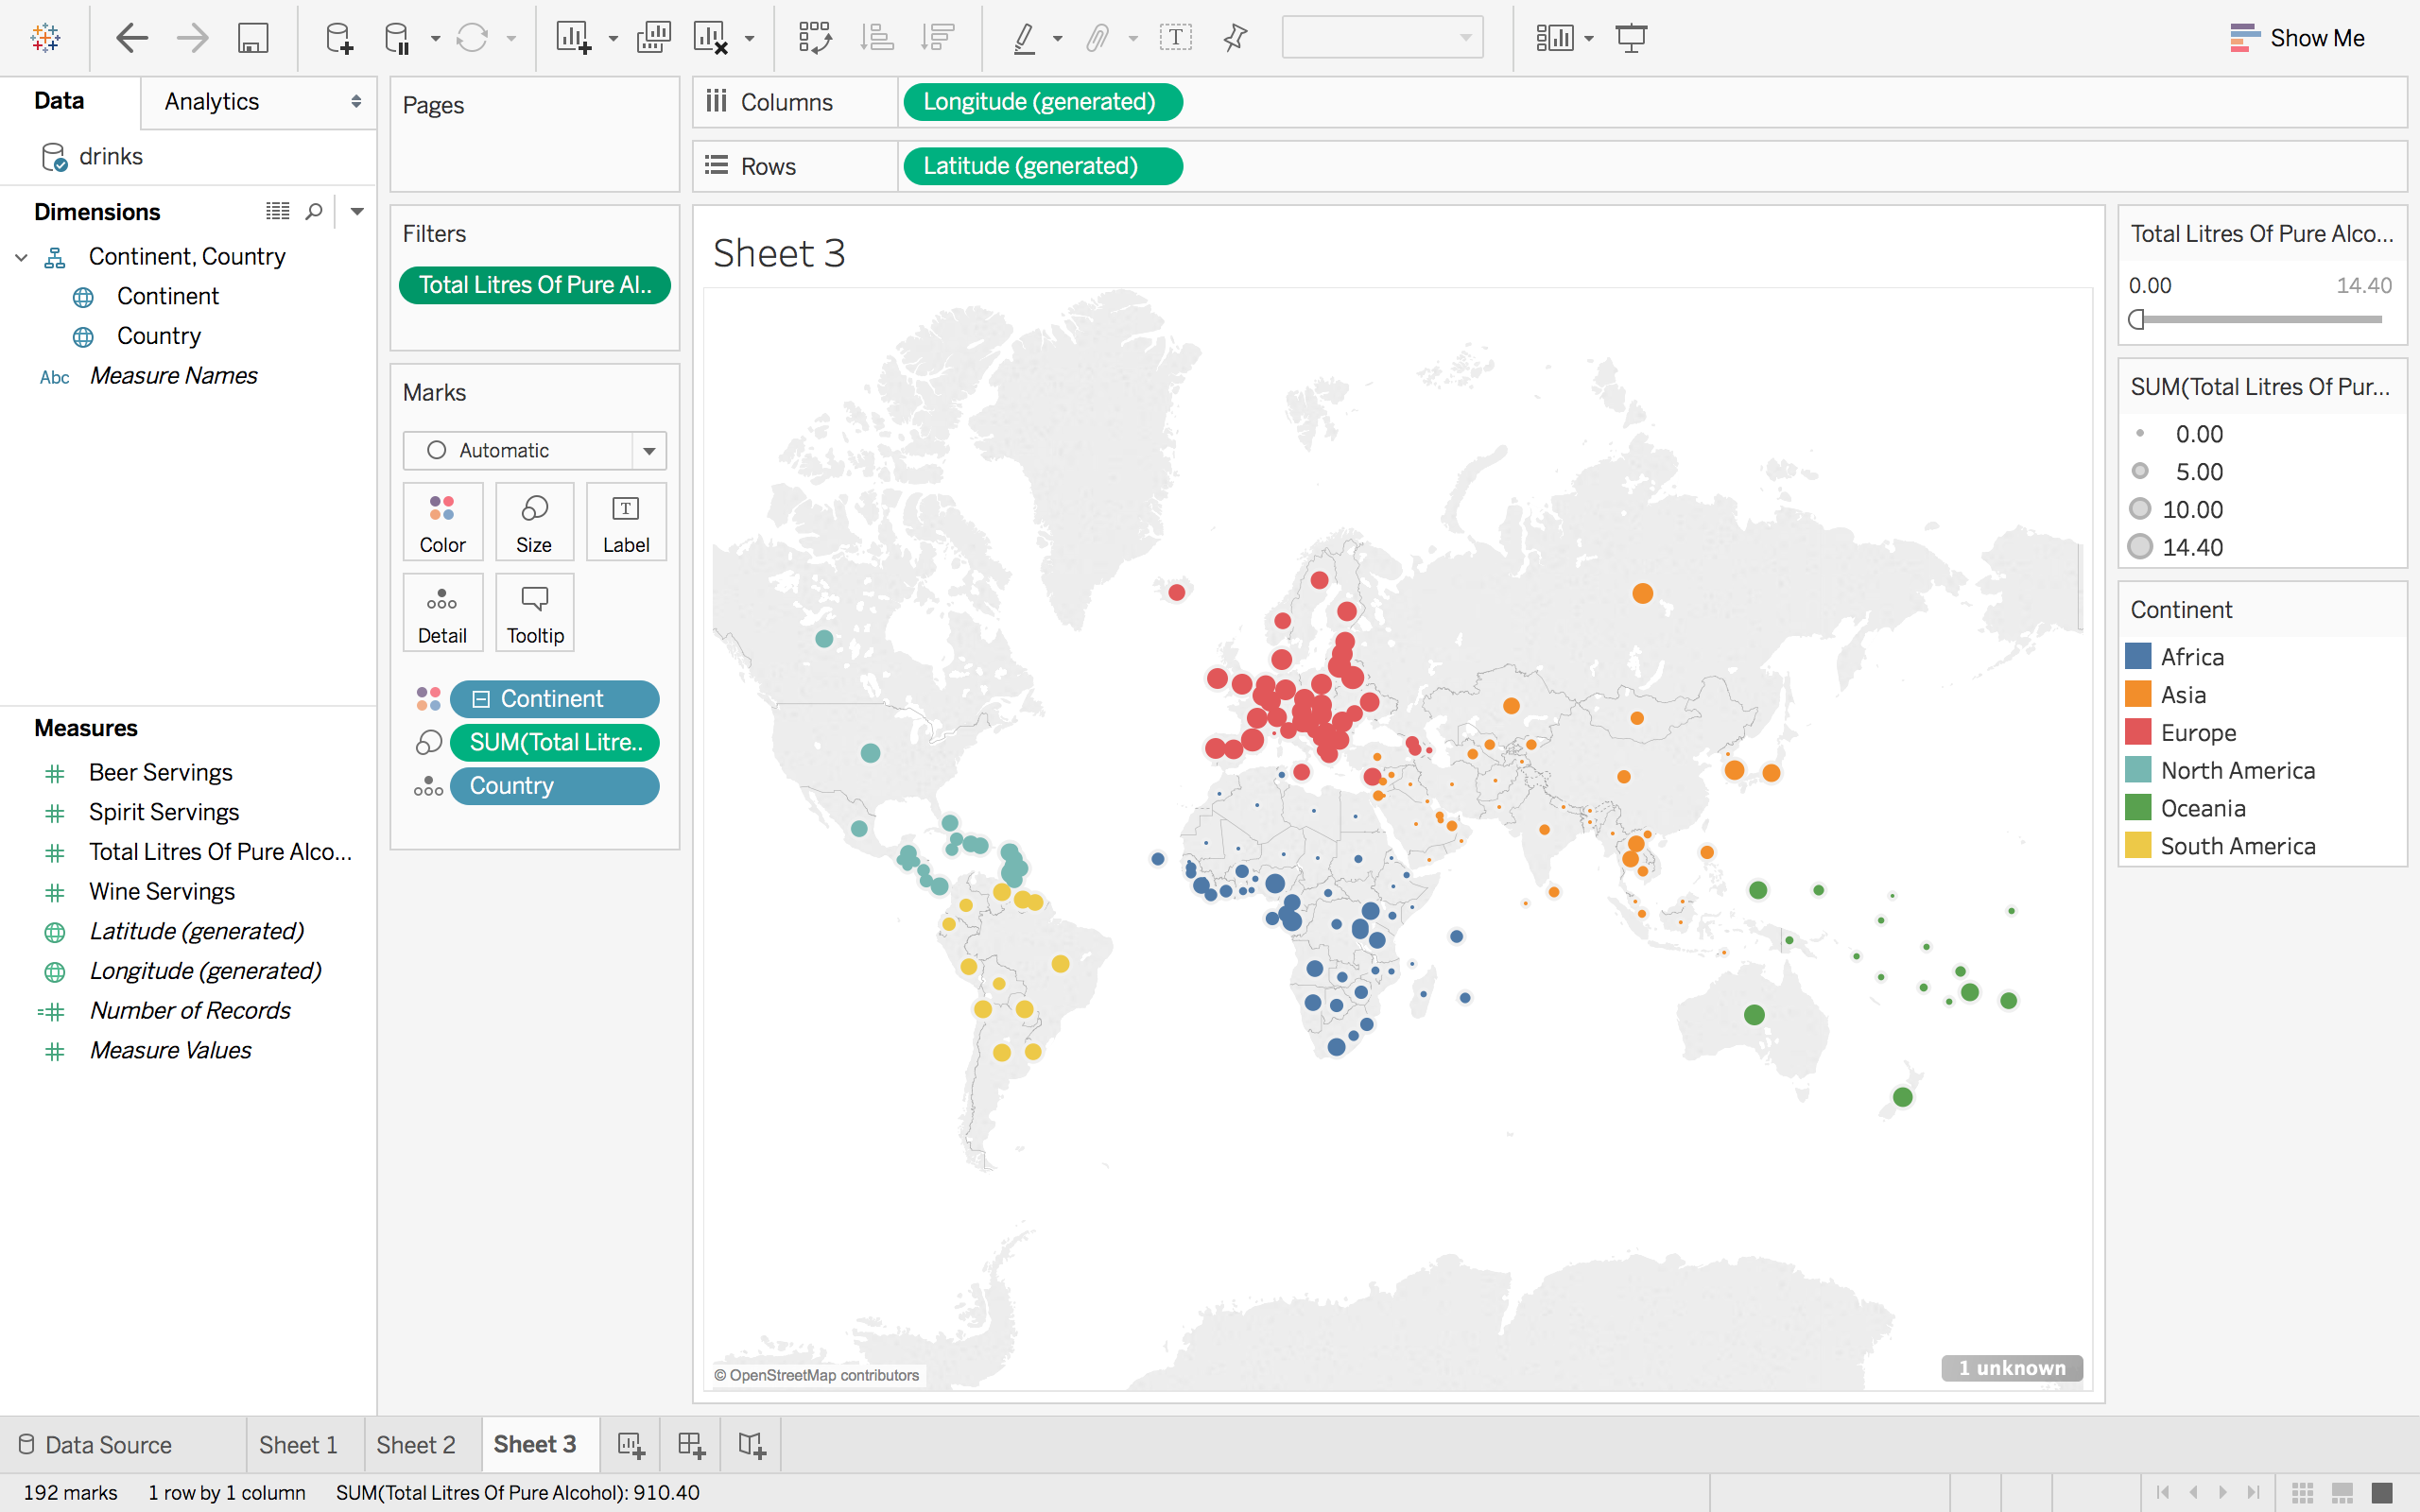 Show Me
Data
Analytics
drinks
Dimensions
Continent, Country
Continent
Country
Abc Measure Names
Measures
Beer Servings
Spirit Servings
Total Litres Of Pure Alco...
Wine Servings
Latitude (generated)
Longitude (generated)
Number of Records
Measure Values
Pages
Filters
Total Litres Of Pure Al..
Marks
Automatic
Color
Size
T
Label
Detail
Tooltip
Continent
SUM(Total Litre..
Country
Columns
Longitude (generated)
Rows
Latitude (generated)
Sheet 3
© OpenStreetMap contributors
1 unknown
Total Litres Of Pure Alco...
0.00 14.40
SUM(Total Litres Of Pur...
0.00
5.00
10.00
14.40
Continent
Africa
Asia
Europe
North America
Oceania
South America
Data Source
Sheet 1
Sheet 2
Sheet 3
192 marks 1 row by 1 column SUM(Total Litres Of Pure Alcohol): 910.40